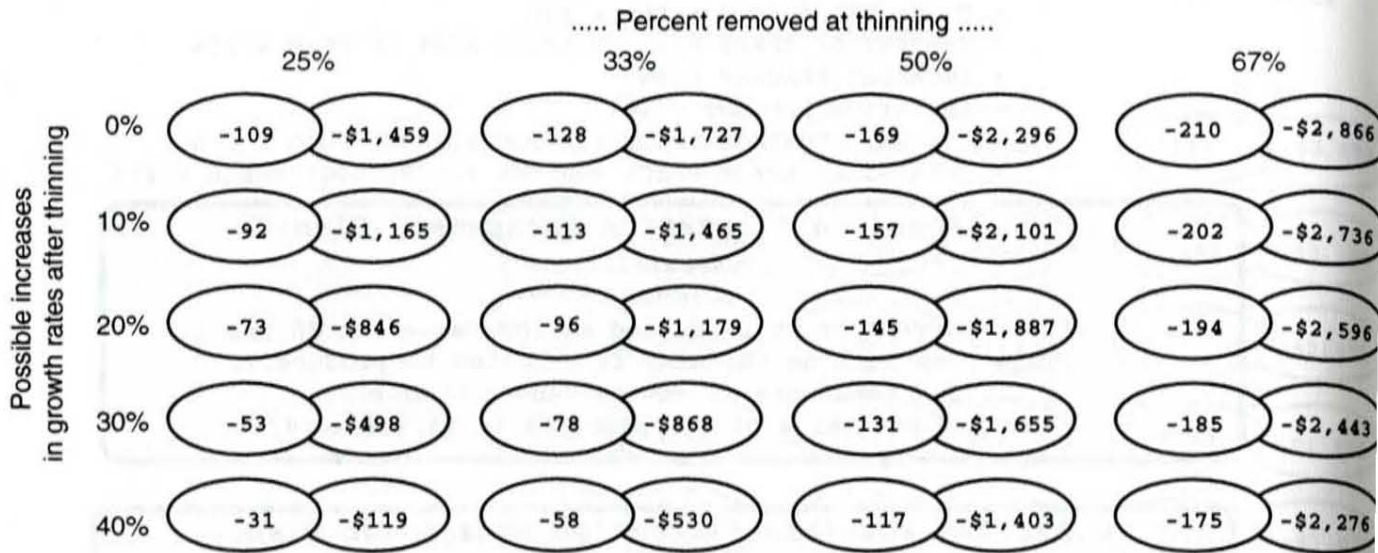 ..... Percent removed at thinning .....
25% 33% 50% 67%
Possible increases
in growth rates after thinning
0% -109 -$1,459 -128 -$1,727 -169 -$2,296 -210 -$2,866
10% -92 -$1,165 -113 -$1,465 -157 -$2,101 -202 -$2,736
20% -73 -$846 -96 -$1,179 -145 -$1,887 -194 -$2,596
30% -53 -$498 -78 -$868 -131 -$1,655 -185 -$2,443
40% -31 -$119 -58 -$530 -117 -$1,403 -175 -$2,276